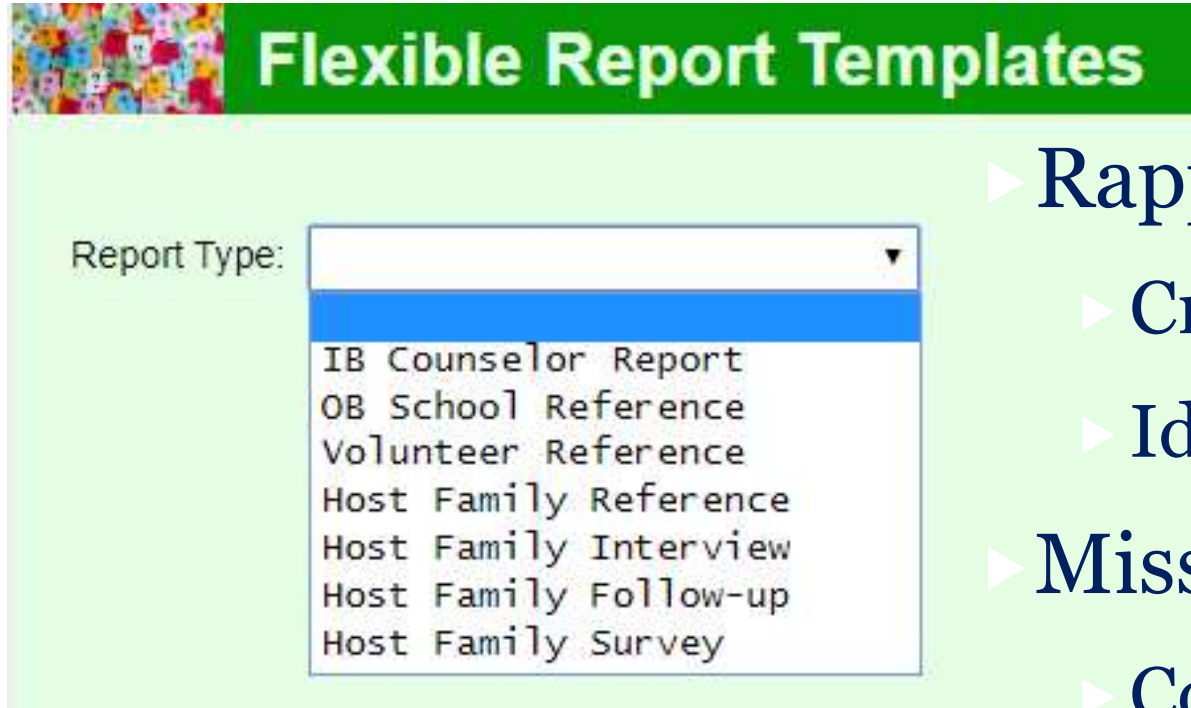 Flexible Report Templates
Report Type:
IB Counselor Report
OB School Reference
Volunteer Reference
Host Family Reference
Host Family Interview
Host Family Follow-up
Host Family Survey